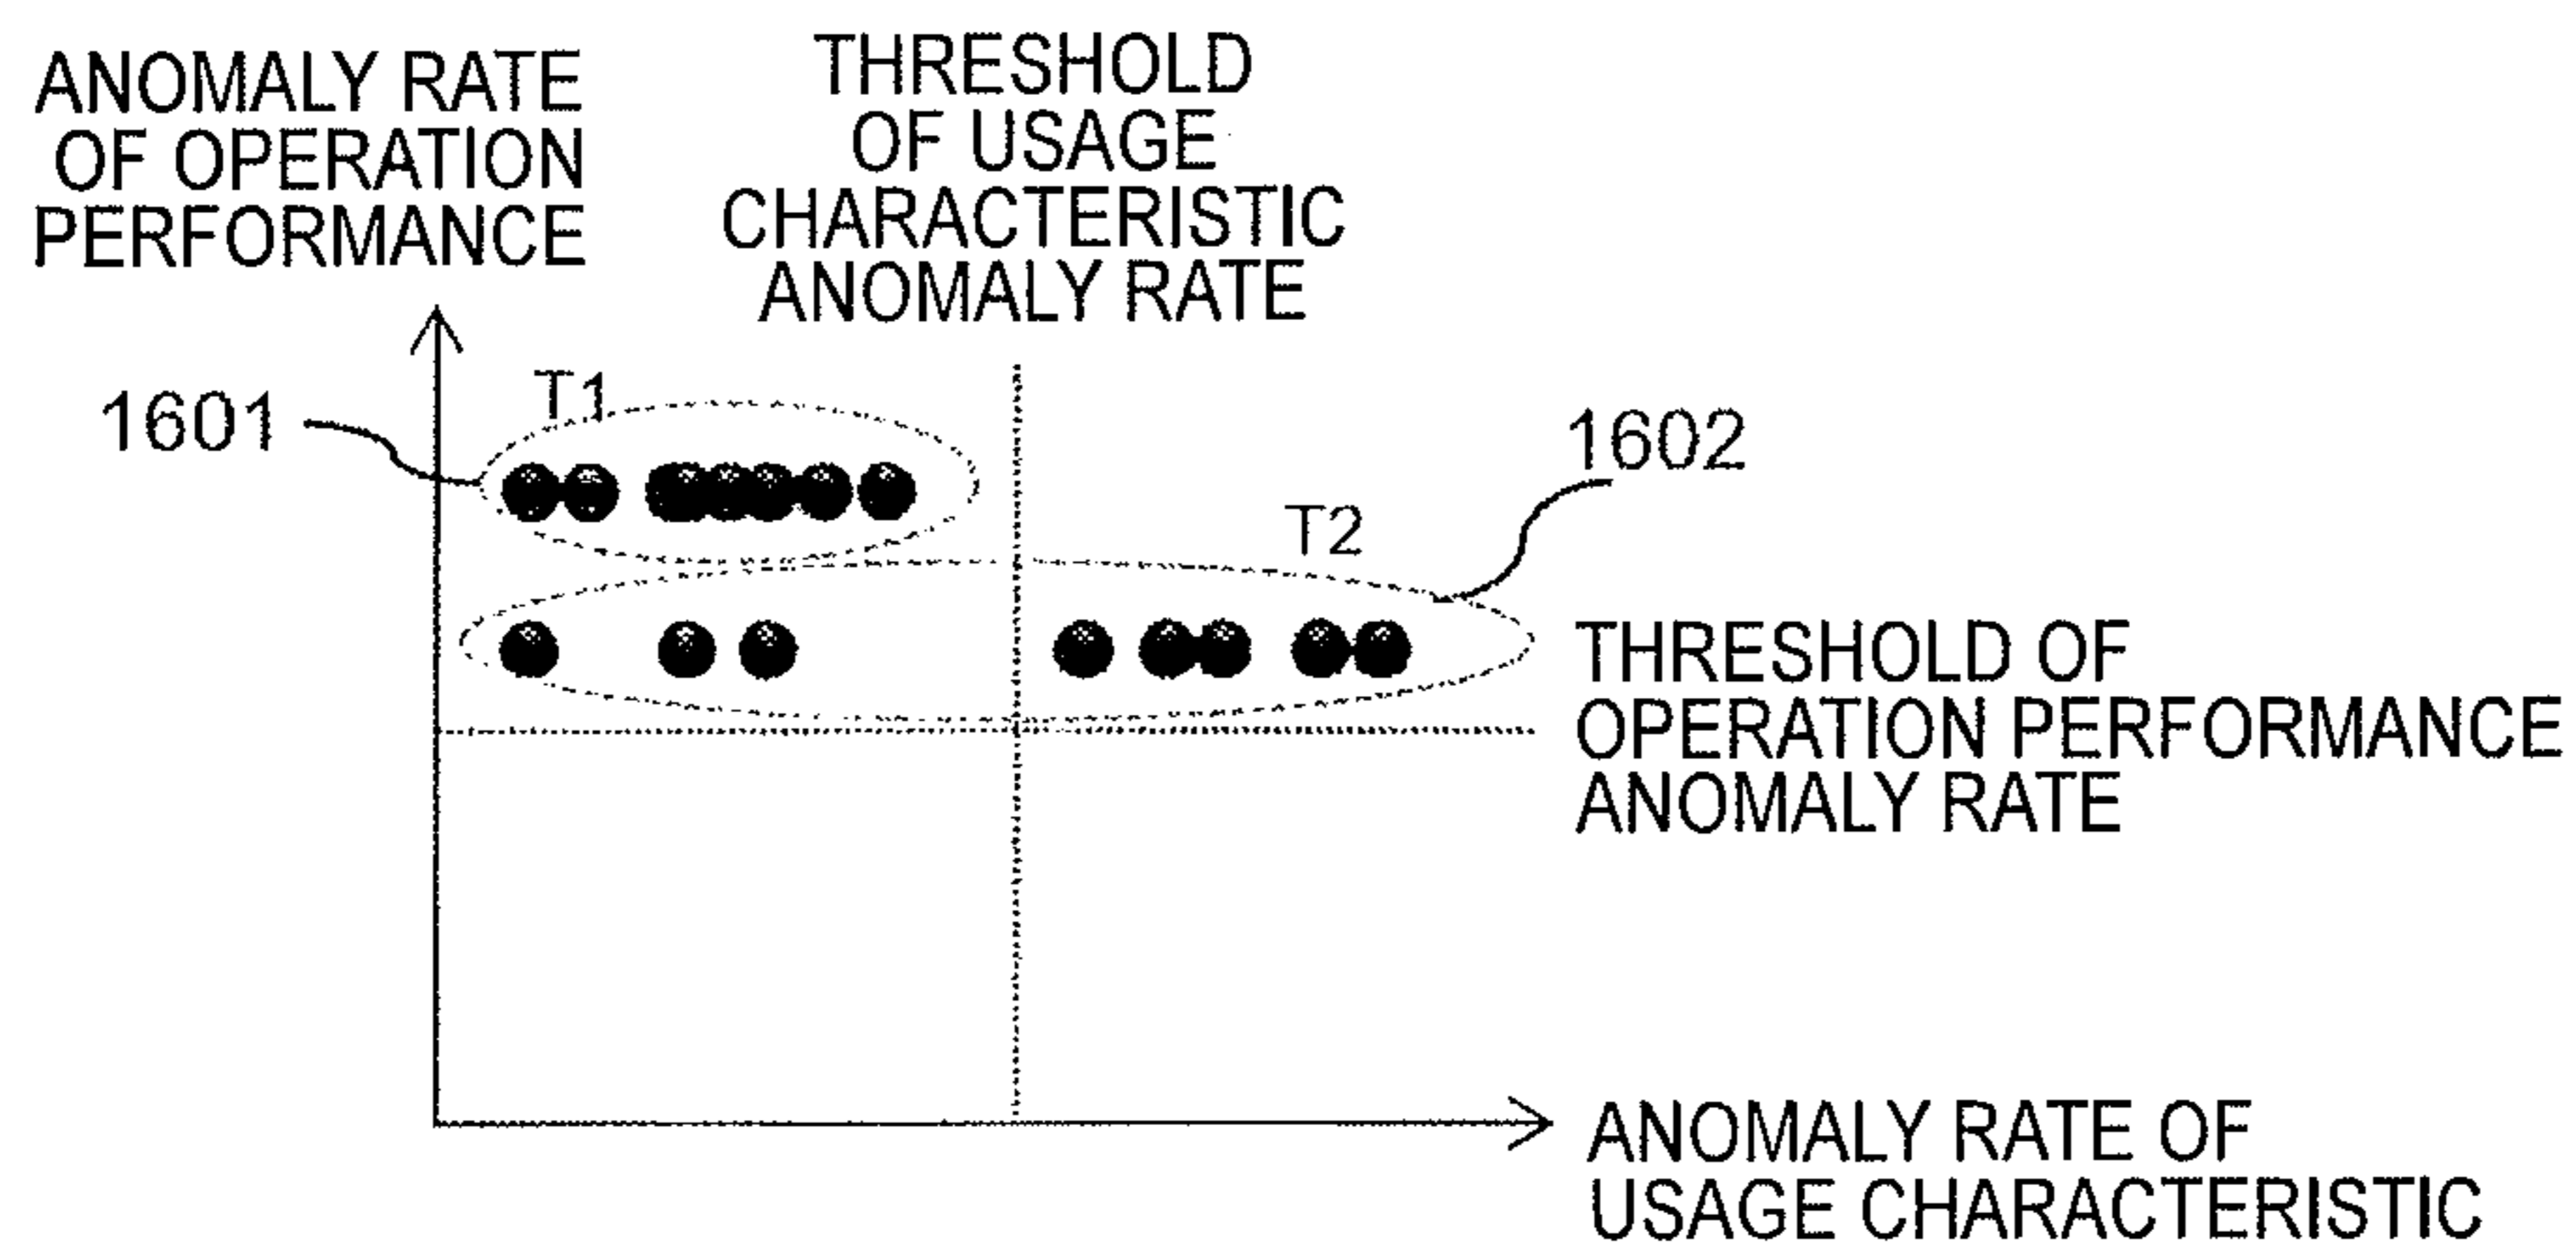 ANOMALY RATE
OF OPERATION
PERFORMANCE
THRESHOLD
OF USAGE
CHARACTERISTIC
ANOMALY RATE
T1
1601
1602
T2
THRESHOLD OF
OPERATION PERFORMANCE
ANOMALY RATE
ANOMALY RATE OF
USAGE CHARACTERISTIC